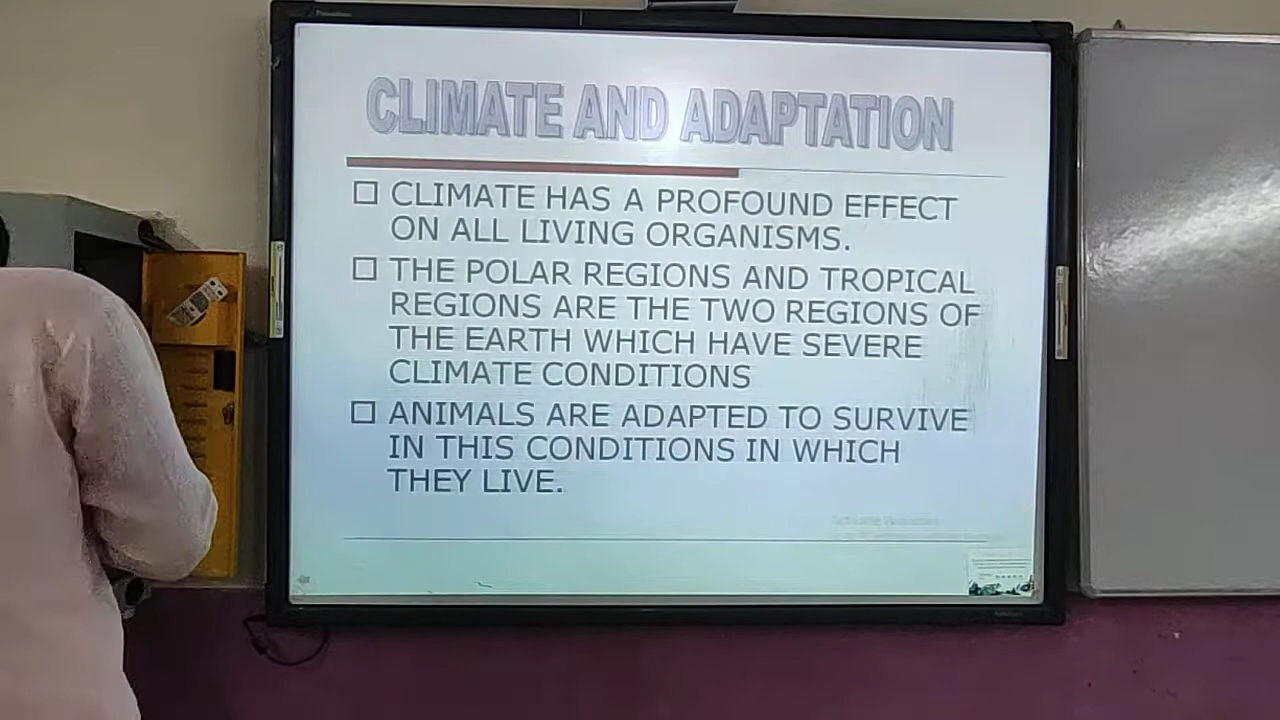 CLIMATE AND ADAPTATION
CLIMATE HAS A PROFOUND EFFECT
ON ALL LIVING ORGANISMS.
THE POLAR REGIONS AND TROPICAL
REGIONS ARE THE TWO REGIONS OF
THE EARTH WHICH HAVE SEVERE
CLIMATE CONDITIONS
ANIMALS ARE ADAPTED TO SURVIVE
IN THIS CONDITIONS IN WHICH
THEY LIVE.